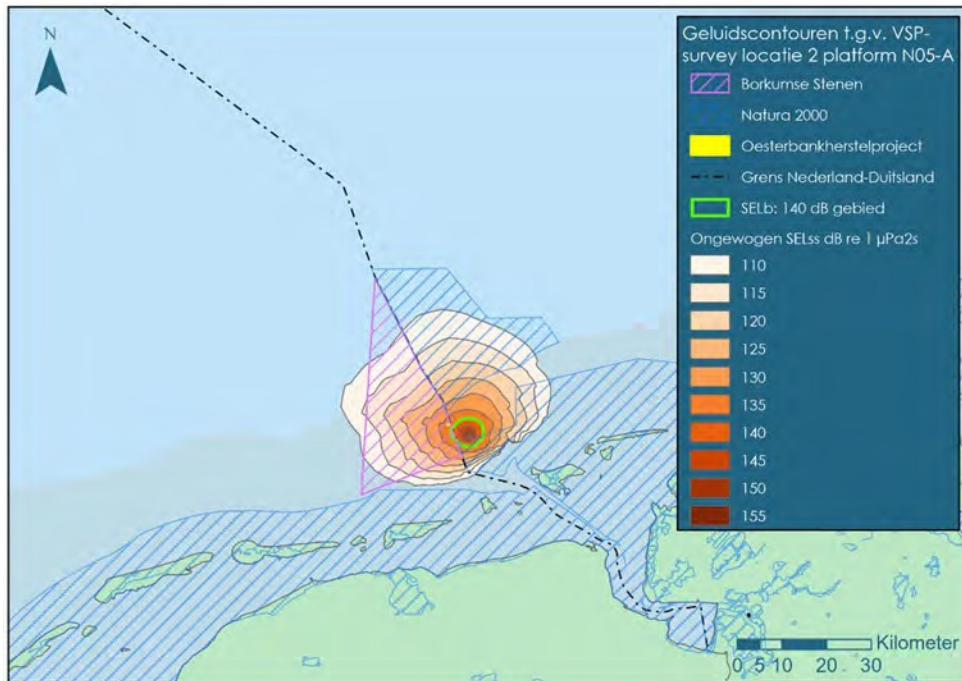 N
Geluidscontouren t.g.v. VSP-
survey locatie 2 platform N05-A
Borkumse Stenen
Natura 2000
Oesterbankherstelproject
Grens Nederland-Duitsland
SELb: 140 dB gebied
Ongewogen SELss dB re 1 µPa2s
110
115
120
125
130
135
140
145
150
155
Kilometer
0 5 10 20 30